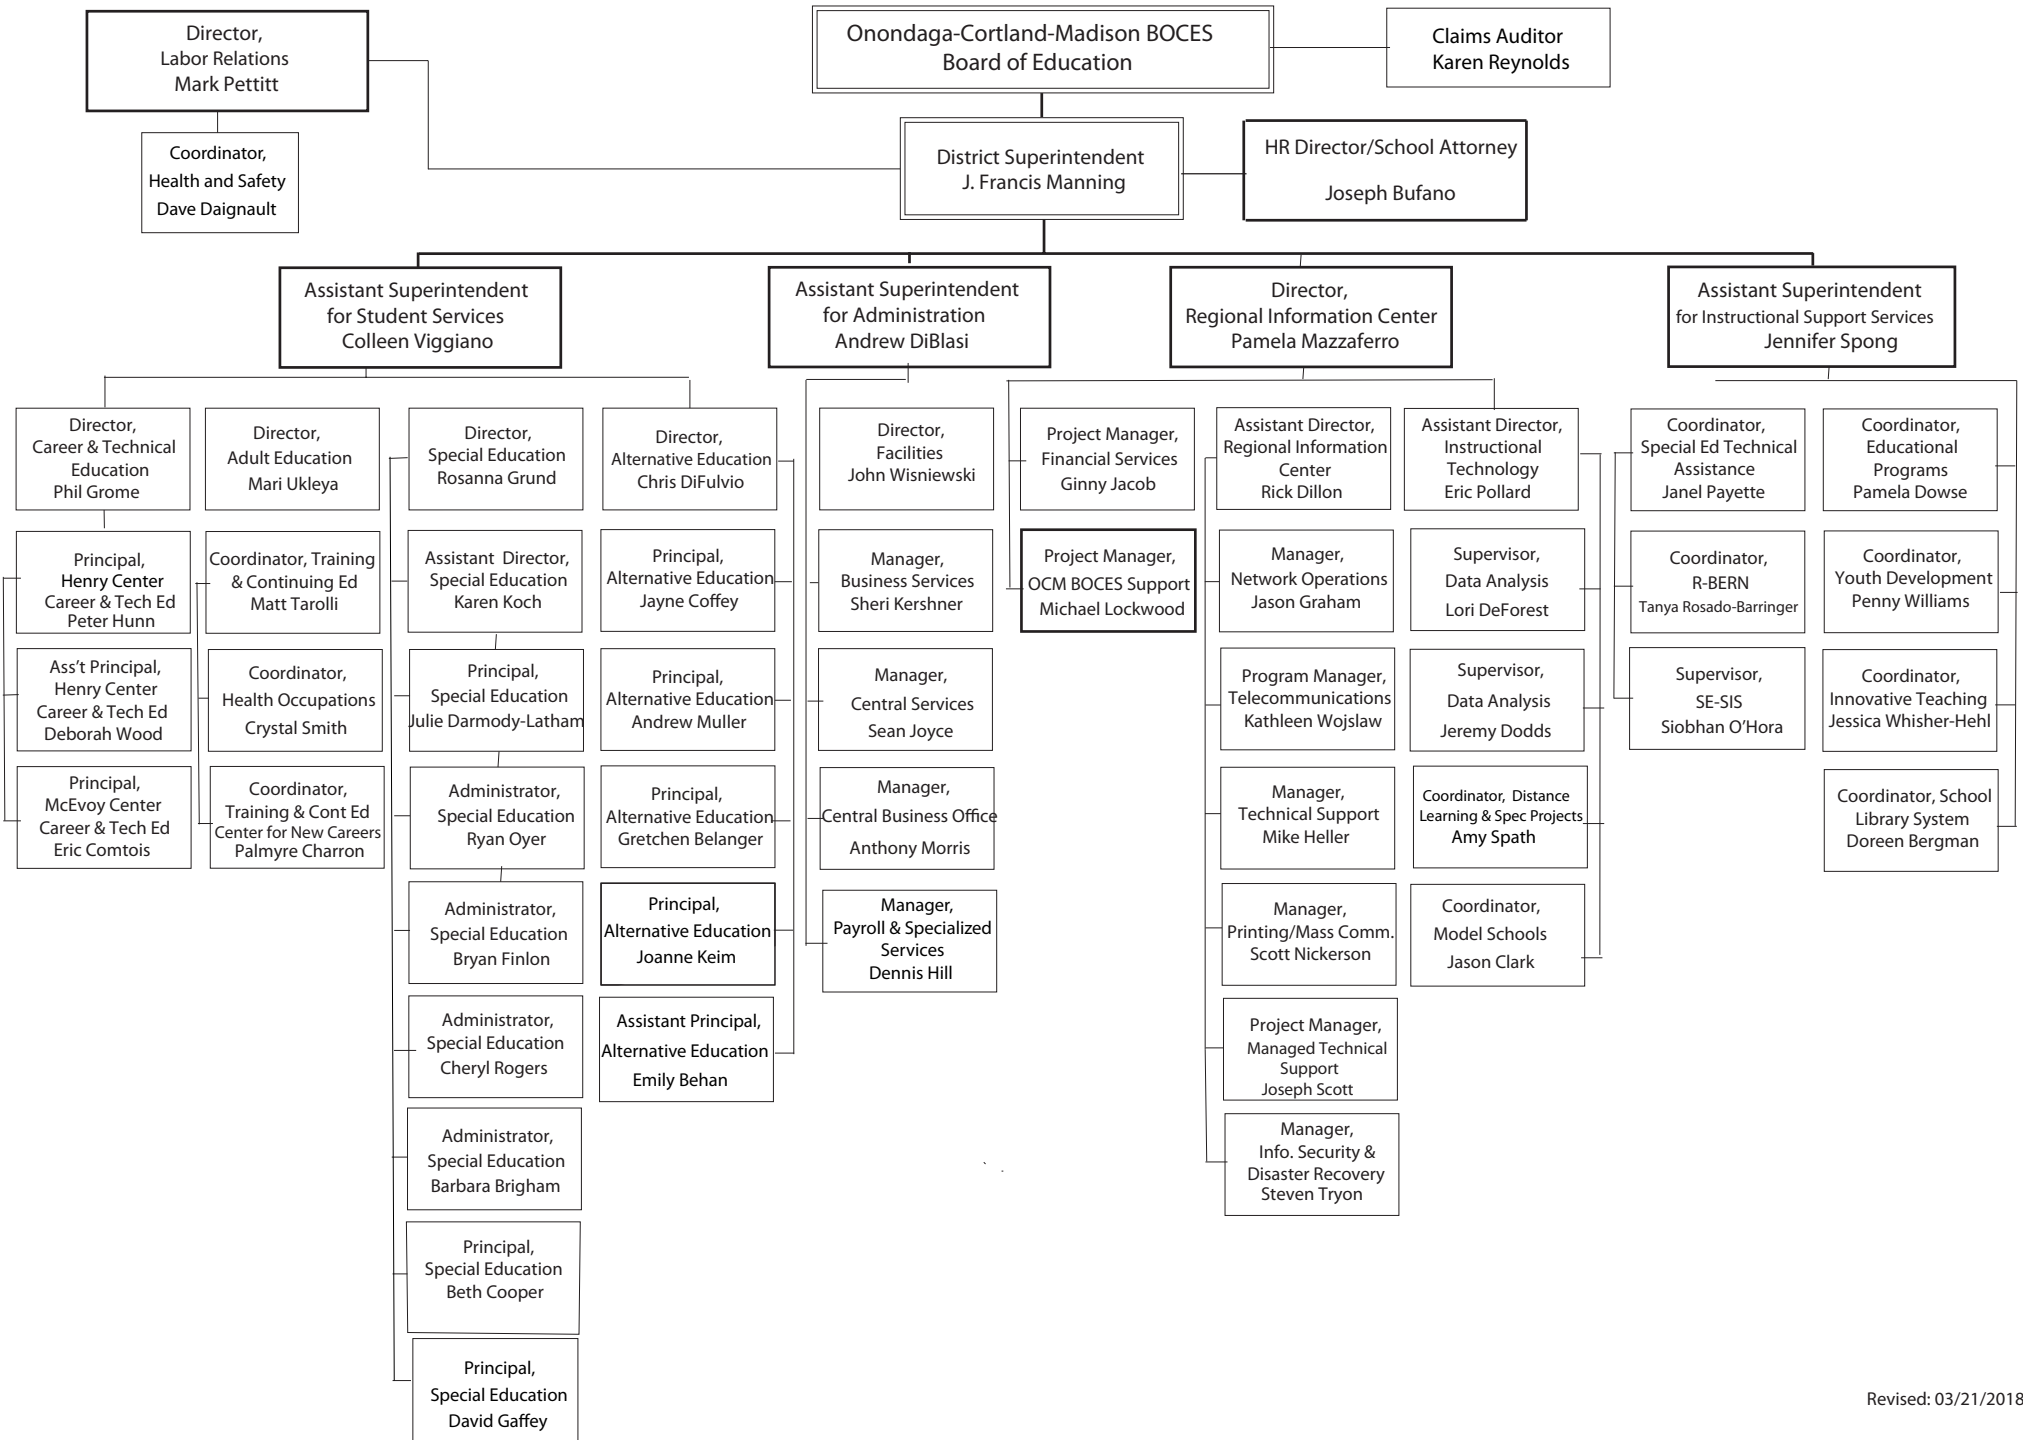 Director,
Labor Relations
Mark Pettitt
Onondaga-Cortland-Madison BOCES
Board of Education
Claims Auditor
Karen Reynolds
Coordinator,
Health and Safety
Dave Daignault
District Superintendent
J. Francis Manning
HR Director/School Attorney
Joseph Bufano
Assistant Superintendent
for Student Services
Colleen Viggiano
Assistant Superintendent
for Administration
Andrew DiBlasi
Director,
Regional Information Center
Pamela Mazzaferro
Assistant Superintendent
for Instructional Support Services
Jennifer Spong
Director,
Career & Technical
Education
Phil Grome
Principal,
Henry Center
Career & Tech Ed
Peter Hunn
Ass't Principal,
Henry Center
Career & Tech Ed
Deborah Wood
Principal,
McEvoy Center
Career & Tech Ed
Eric Comtois
Director,
Adult Education
Mari Ukleya
Coordinator, Training
& Continuing Ed
Matt Tarolli
Coordinator,
Health Occupations
Crystal Smith
Coordinator,
Training & Cont Ed
Center for New Careers
Palmyre Charron
Director,
Special Education
Rosanna Grund
Assistant Director,
Special Education
Karen Koch
Principal,
Special Education
Julie Darmody-Latham
Administrator,
Special Education
Ryan Oyer
Administrator,
Special Education
Bryan Finlon
Administrator,
Special Education
Cheryl Rogers
Administrator,
Special Education
Barbara Brigham
Principal,
Special Education
Beth Cooper
Principal,
Special Education
David Gaffey
Director,
Alternative Education
Chris DiFulvio
Principal,
Alternative Education
Jayne Coffey
Principal,
Alternative Education
Andrew Muller
Principal,
Alternative Education
Gretchen Belanger
Principal,
Alternative Education
Joanne Keim
Assistant Principal,
Alternative Education
Emily Behan
Director,
Facilities
John Wisniewski
Manager,
Business Services
Sheri Kershner
Manager,
Central Services
Sean Joyce
Manager,
Central Business Office
Anthony Morris
Manager,
Payroll & Specialized
Services
Dennis Hill
Project Manager,
Financial Services
Ginny Jacob
Project Manager,
OCM BOCES Support
Michael Lockwood
Assistant Director,
Regional Information
Center
Rick Dillon
Manager,
Network Operations
Jason Graham
Program Manager,
Telecommunications
Kathleen Wojslaw
Manager,
Technical Support
Mike Heller
Manager,
Printing/Mass Comm.
Scott Nickerson
Project Manager,
Managed Technical
Support
Joseph Scott
Manager,
Info. Security &
Disaster Recovery
Steven Tryon
Assistant Director,
Instructional
Technology
Eric Pollard
Supervisor,
Data Analysis
Lori DeForest
Supervisor,
Data Analysis
Jeremy Dodds
Coordinator, Distance
Learning & Spec Projects
Amy Spath
Coordinator,
Model Schools
Jason Clark
Coordinator,
Special Ed Technical
Assistance
Janel Payette
Coordinator,
R-BERN
Tanya Rosado-Barringer
Supervisor,
SE-SIS
Siobhan O'Hora
Coordinator,
Educational
Programs
Pamela Dowse
Coordinator,
Youth Development
Penny Williams
Coordinator,
Innovative Teaching
Jessica Whisher-Hehl
Coordinator, School
Library System
Doreen Bergman
Revised: 03/21/2018